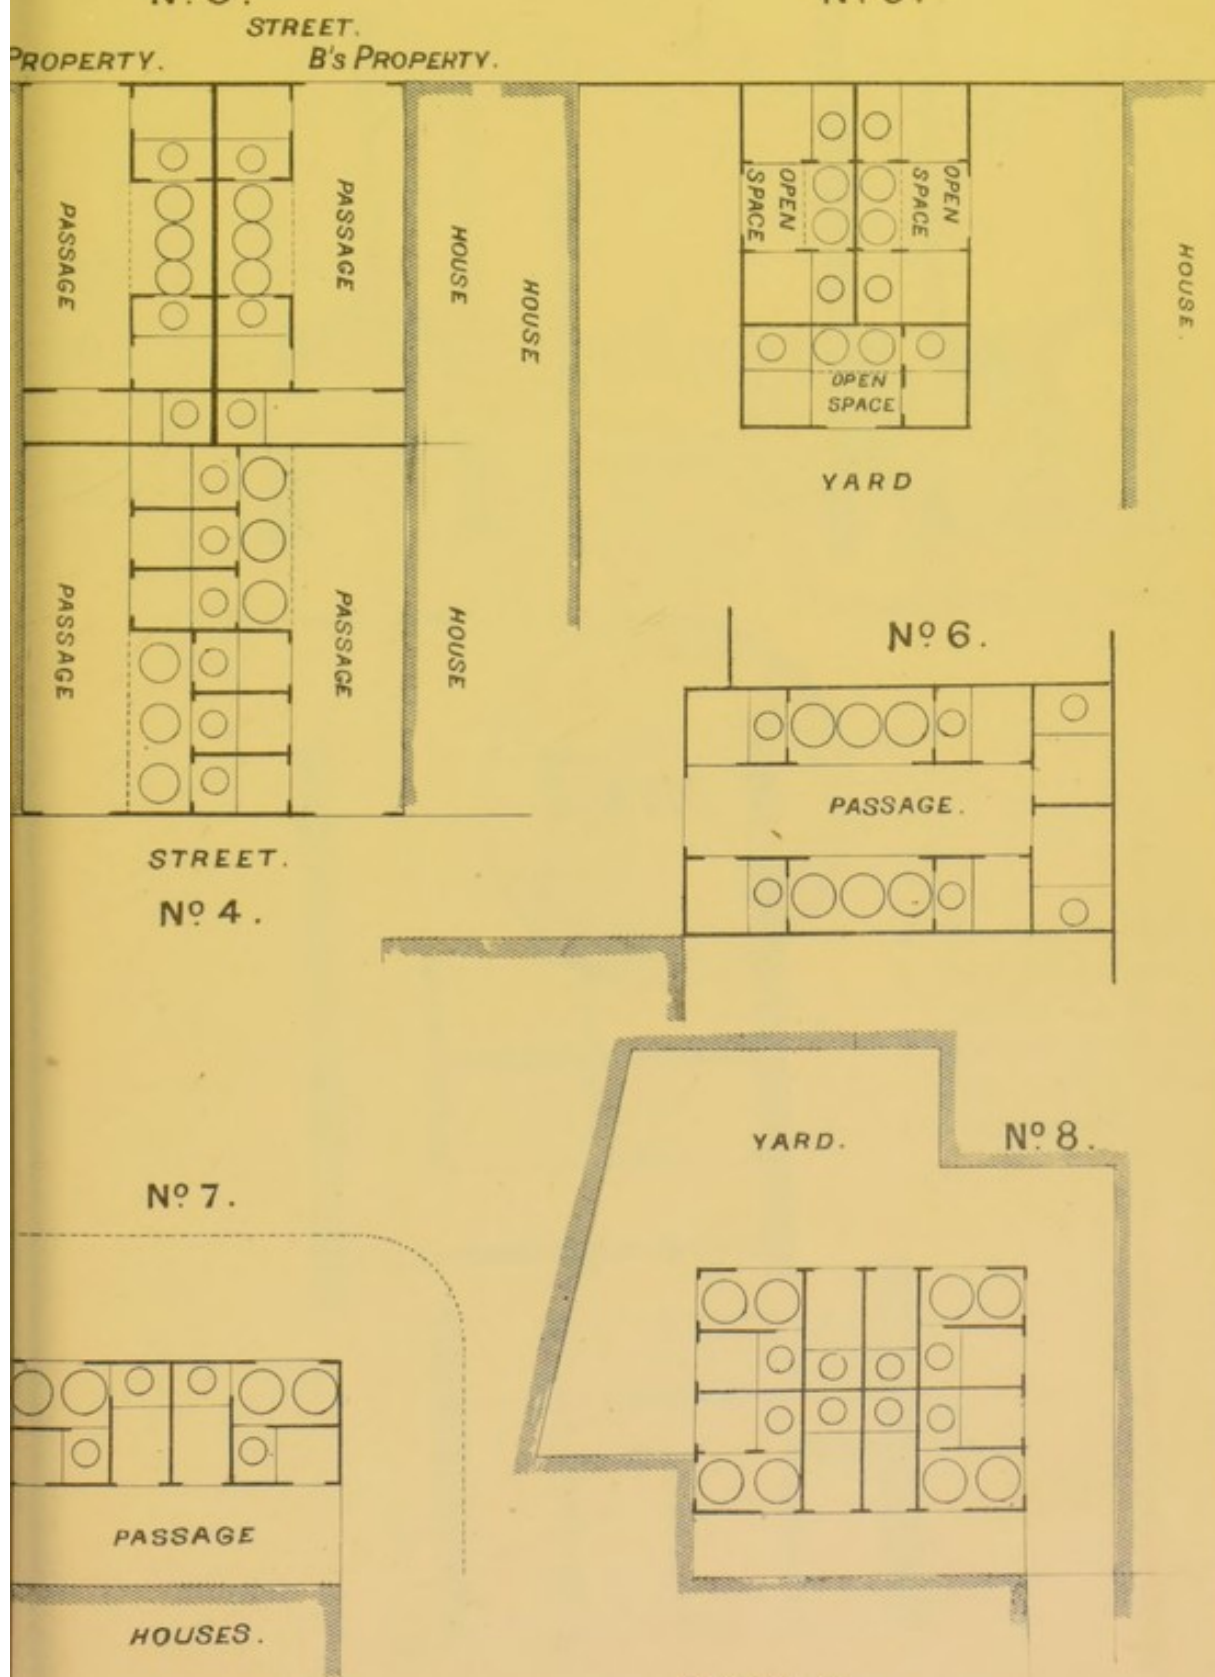 STREET.
PROPERTY.
B's PROPERTY.
PASSAGE
PASSAGE
HOUSE
HOUSE
OPEN
SPACE
OPEN
SPACE
HOUSE.
OPEN
SPACE
YARD
PASSAGE
PASSAGE
HOUSE
Nº 6.
PASSAGE.
STREET.
Nº 4.
YARD.
Nº 8.
Nº 7.
PASSAGE
HOUSES.